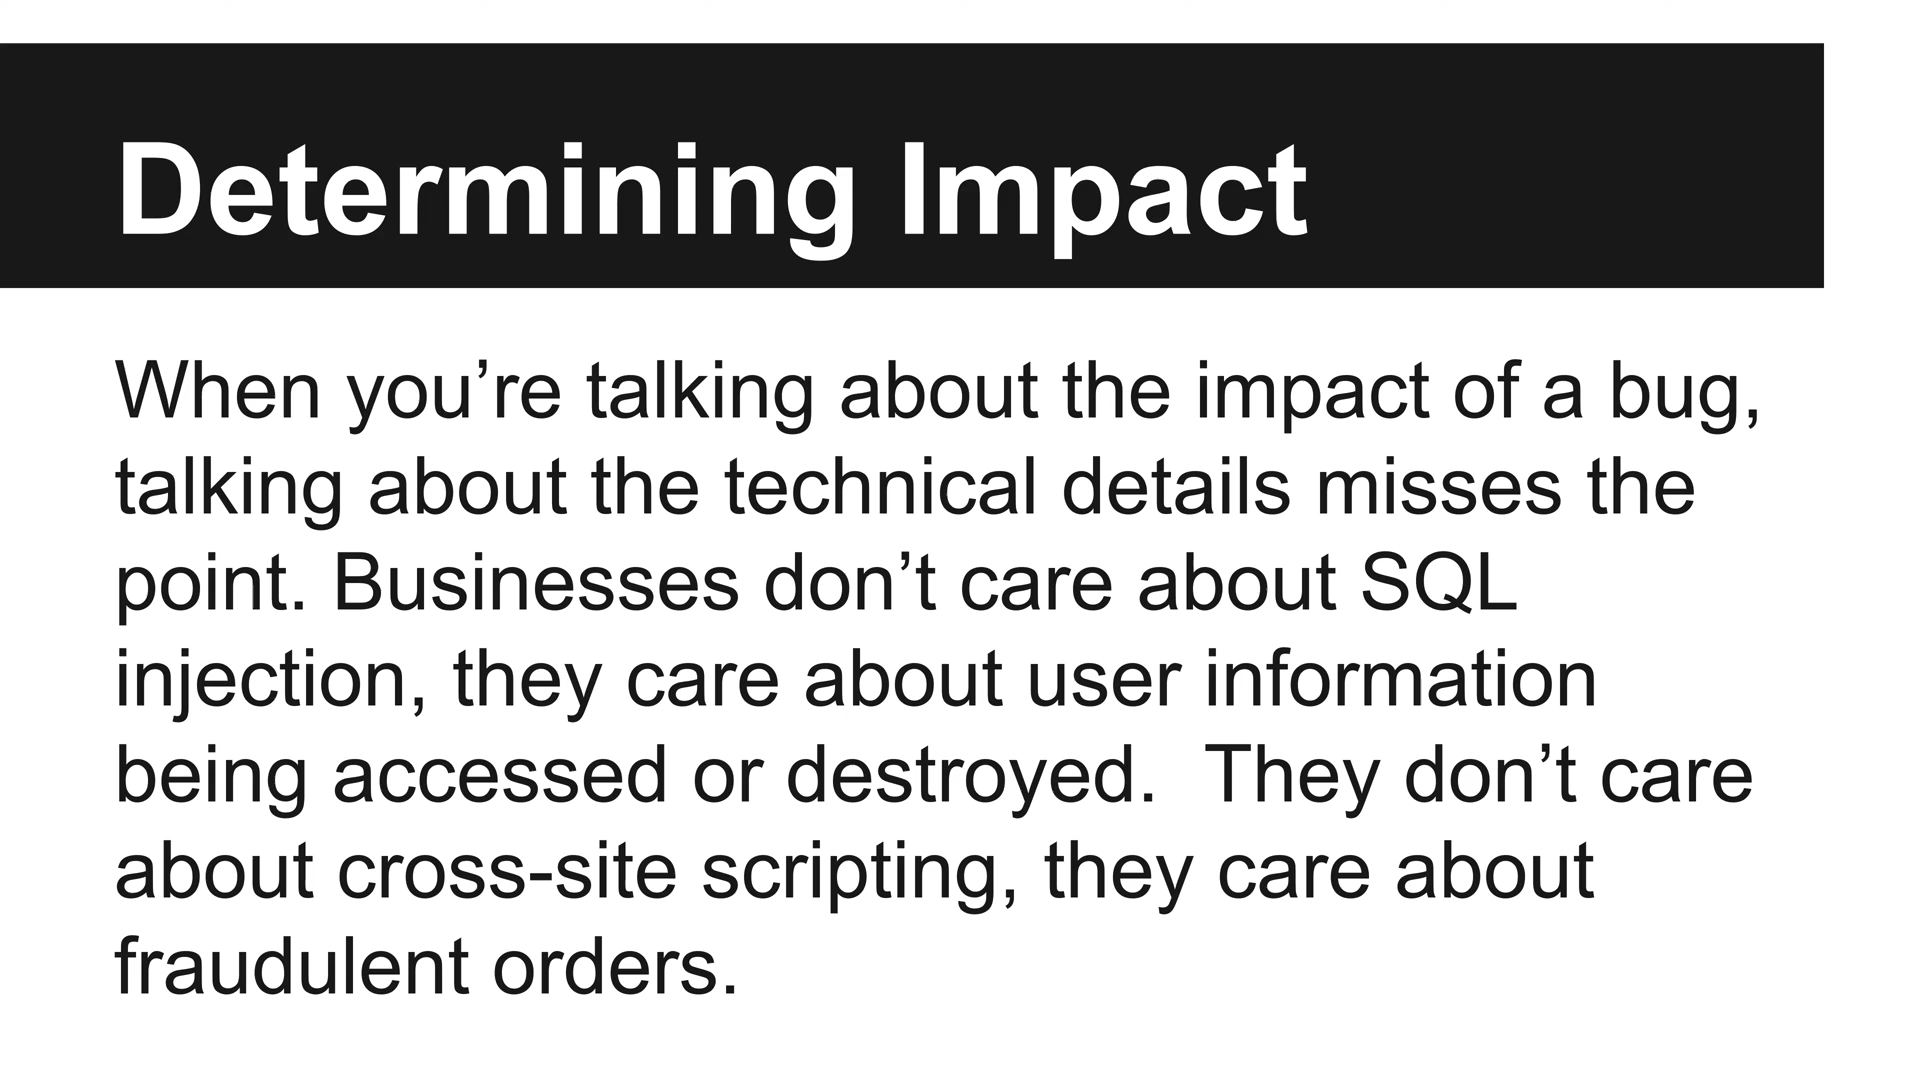 Determining Impact
When you’re talking about the impact of a bug,
talking about the technical details misses the
point. Businesses don’t care about SQL
injection, they care about user information
being accessed or destroyed.  They don’t care
about cross-site scripting, they care about
fraudulent orders.